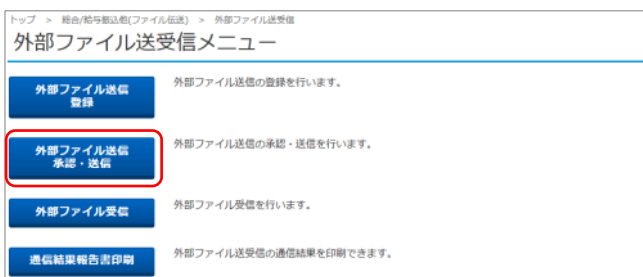 トップ > 総合/給与振込他(ファイル伝送) > 外部ファイル送受信
外部ファイル送受信メニュー
外部ファイル送信
登録
外部ファイル送信の登録を行います。
外部ファイル送信
承認・送信
外部ファイル送信の承認・送信を行います。
外部ファイル受信
外部ファイル受信を行います。
通信結果報告書印刷
外部ファイル送受信の通信結果を印刷できます。